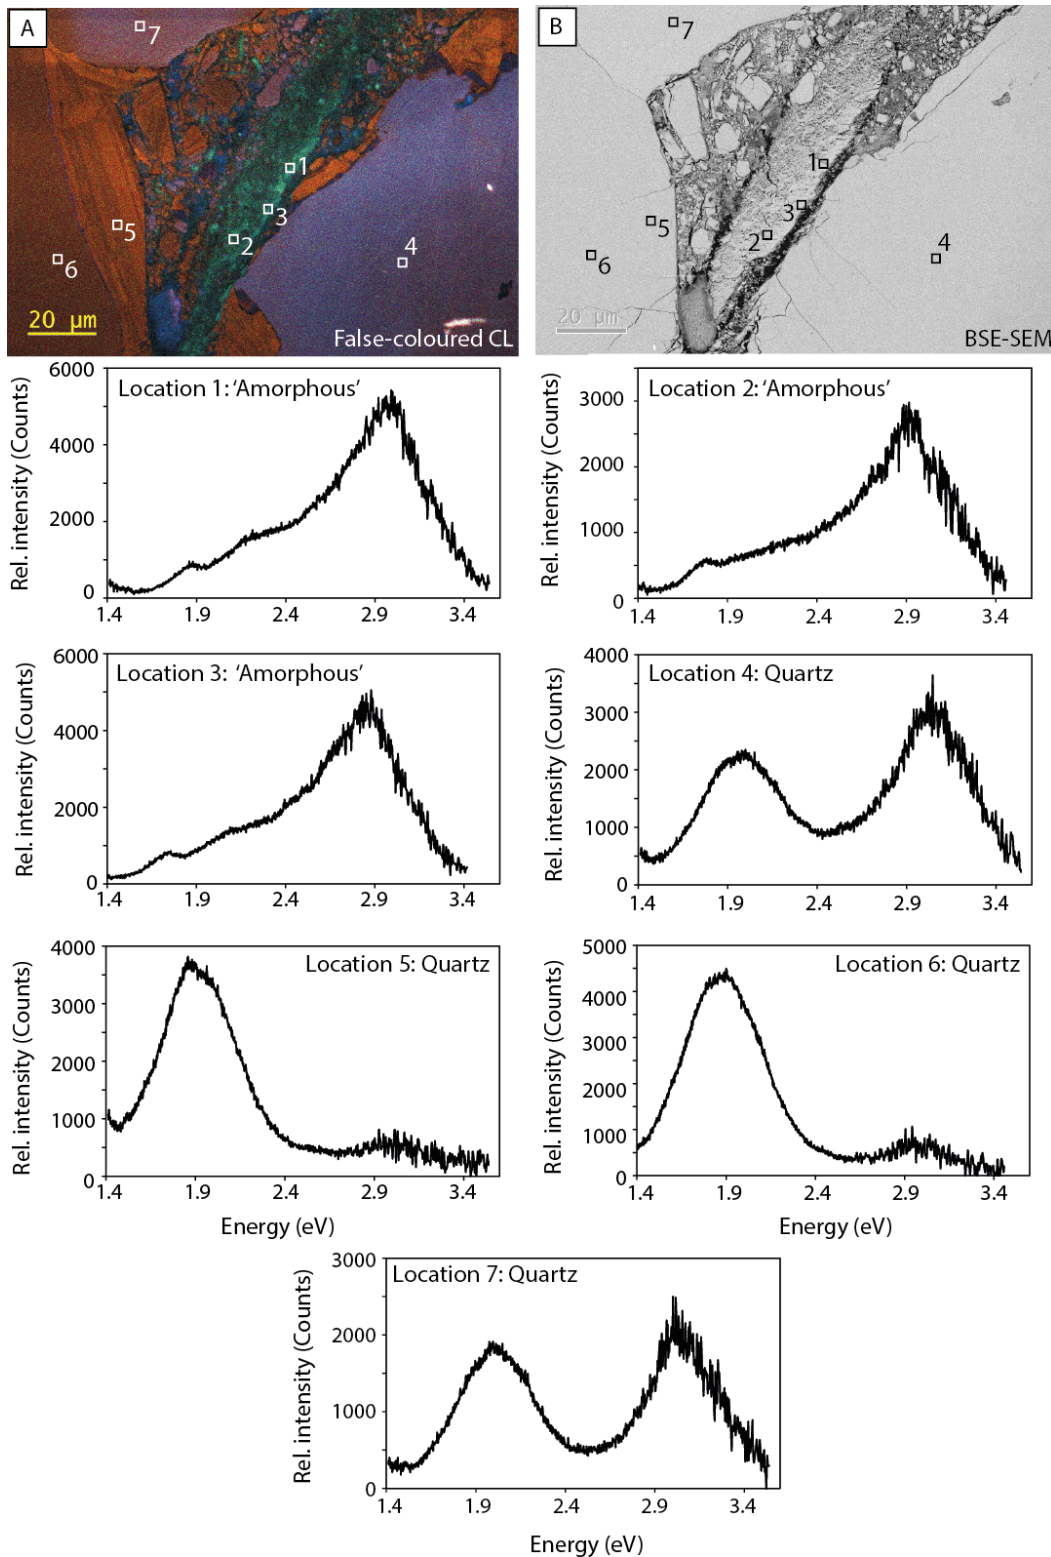 A
7
1
3
2
4
5
6
20 µm
False-coloured CL
B
7
1
3
2
4
5
6
20 µm
BSE-SEM
Location 1: 'Amorphous'
Rel. intensity (Counts)
6000
4000
2000
0
1.4 1.9 2.4 2.9 3.4
Location 2: 'Amorphous'
Rel. intensity (Counts)
3000
2000
1000
0
1.4 1.9 2.4 2.9 3.4
Location 3: 'Amorphous'
Rel. intensity (Counts)
6000
4000
2000
0
1.4 1.9 2.4 2.9 3.4
Location 4: Quartz
Rel. intensity (Counts)
4000
3000
2000
1000
0
1.4 1.9 2.4 2.9 3.4
Location 5: Quartz
Rel. intensity (Counts)
4000
3000
2000
1000
0
1.4 1.9 2.4 2.9 3.4
Energy (eV)
Location 6: Quartz
Rel. intensity (Counts)
5000
4000
3000
2000
1000
0
1.4 1.9 2.4 2.9 3.4
Energy (eV)
Location 7: Quartz
Rel. intensity (Counts)
3000
2000
1000
0
1.4 1.9 2.4 2.9 3.4
Energy (eV)